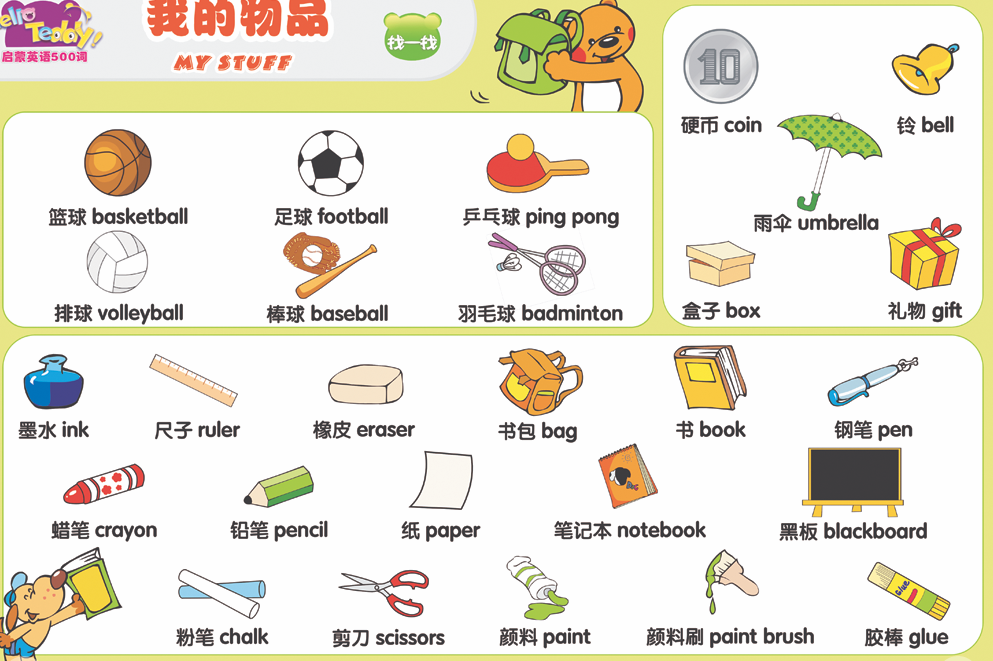 Hello
Teddy!
启蒙英语500词
我的物品
MY STUFF
找一找
篮球 basketball
足球 football
乒乓球 ping pong
排球 volleyball
棒球 baseball
羽毛球 badminton
10
硬币 coin
铃 bell
雨伞 umbrella
盒子 box
礼物 gift
墨水 ink
尺子 ruler
橡皮 eraser
书包 bag
书 book
钢笔 pen
蜡笔 crayon
铅笔 pencil
纸 paper
笔记本 notebook
黑板 blackboard
粉笔 chalk
剪刀 scissors
颜料 paint
颜料刷 paint brush
Glue
胶棒 glue